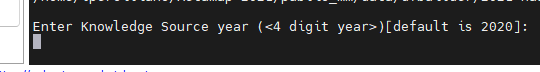 Enter Knowledge Source year (<4 digit year>)[default is 2020]: